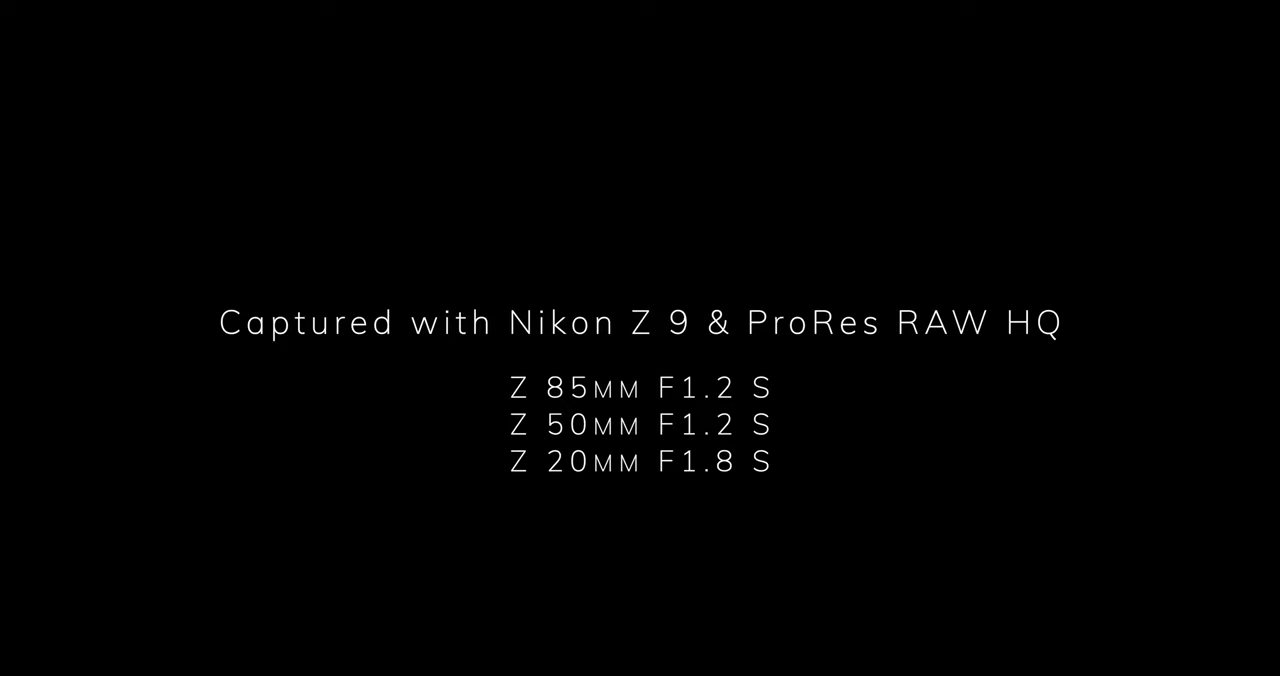 Captured with Nikon Z 9 & ProRes RAW HQ
Z 85MM F1.2 S
Z 50MM F1.2 S
Z 20MM F1.8 S